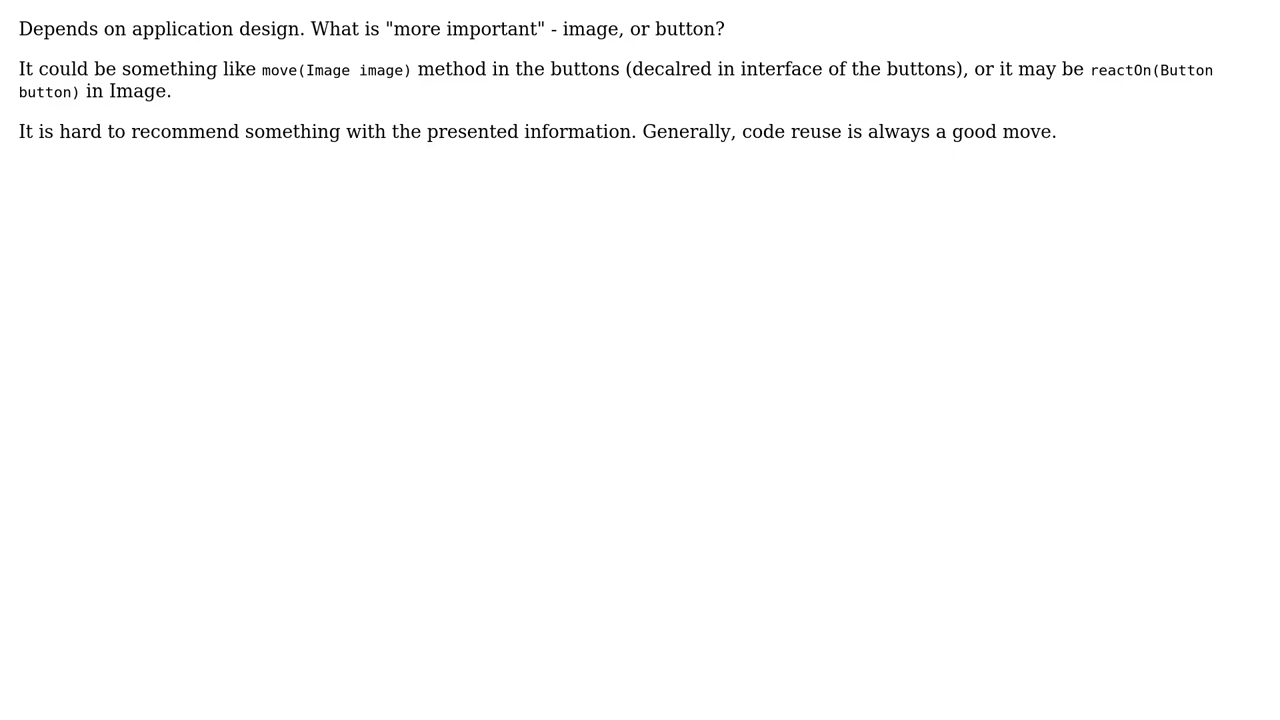 Depends on application design. What is "more important" - image, or button?
It could be something like move(Image image) method in the buttons (decalred in interface of the buttons), or it may be reactOn(Button
button) in Image.
It is hard to recommend something with the presented information. Generally, code reuse is always a good move.